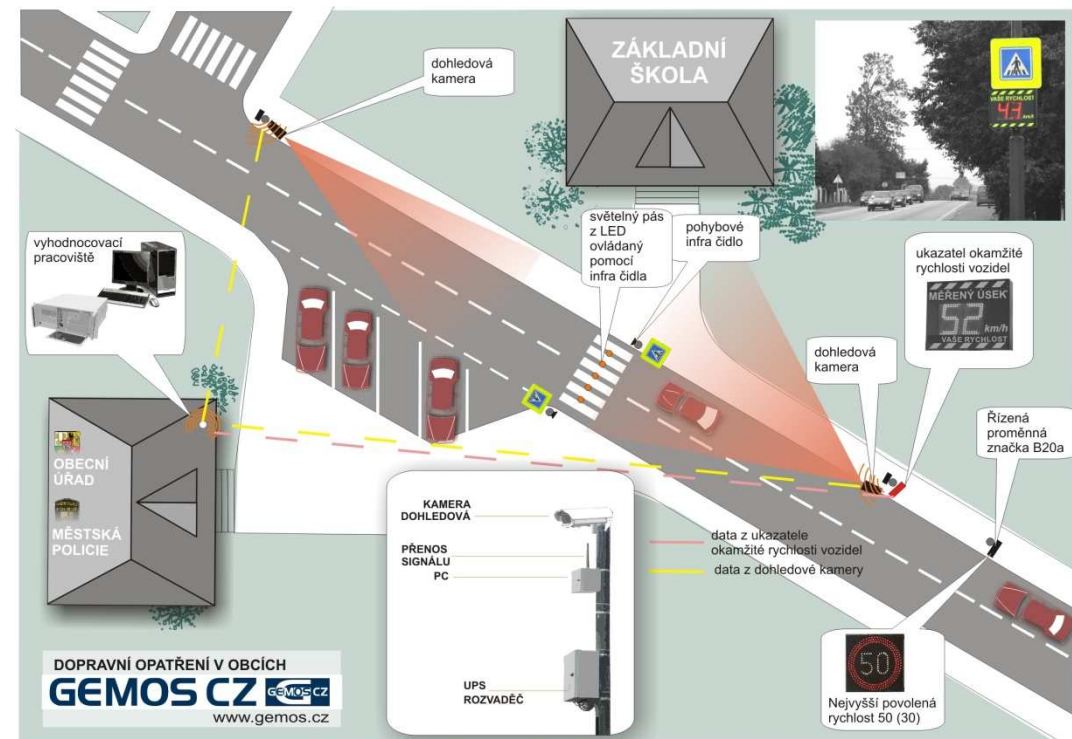 dohledová
kamera
ZÁKLADNÍ
ŠKOLA
VAŠE RYCHLOST
43 km/h
vyhodnocovací
pracoviště
světelný pás
z LED
ovládaný
pomocí
infra čidla
pohybové
infra čidlo
ukazatel okamžité
rychlosti vozidel
MĚŘENÝ ÚSEK
52 km/h
VAŠE RYCHLOST
dohledová
kamera
Řízená
proměnná
značka B20a
OBECNÍ
ÚŘAD
MĚSTSKÁ
POLICIE
KAMERA
DOHLEDOVÁ
PŘENOS
SIGNÁLU
PC
UPS
ROZVADĚČ
data z ukazatele
okamžité rychlosti vozidel
data z dohledové kamery
50
Nejvyšší povolená
rychlost 50 (30)
DOPRAVNÍ OPATŘENÍ V OBCÍCH
GEMOS CZ GEMOS CZ
www.gemos.cz